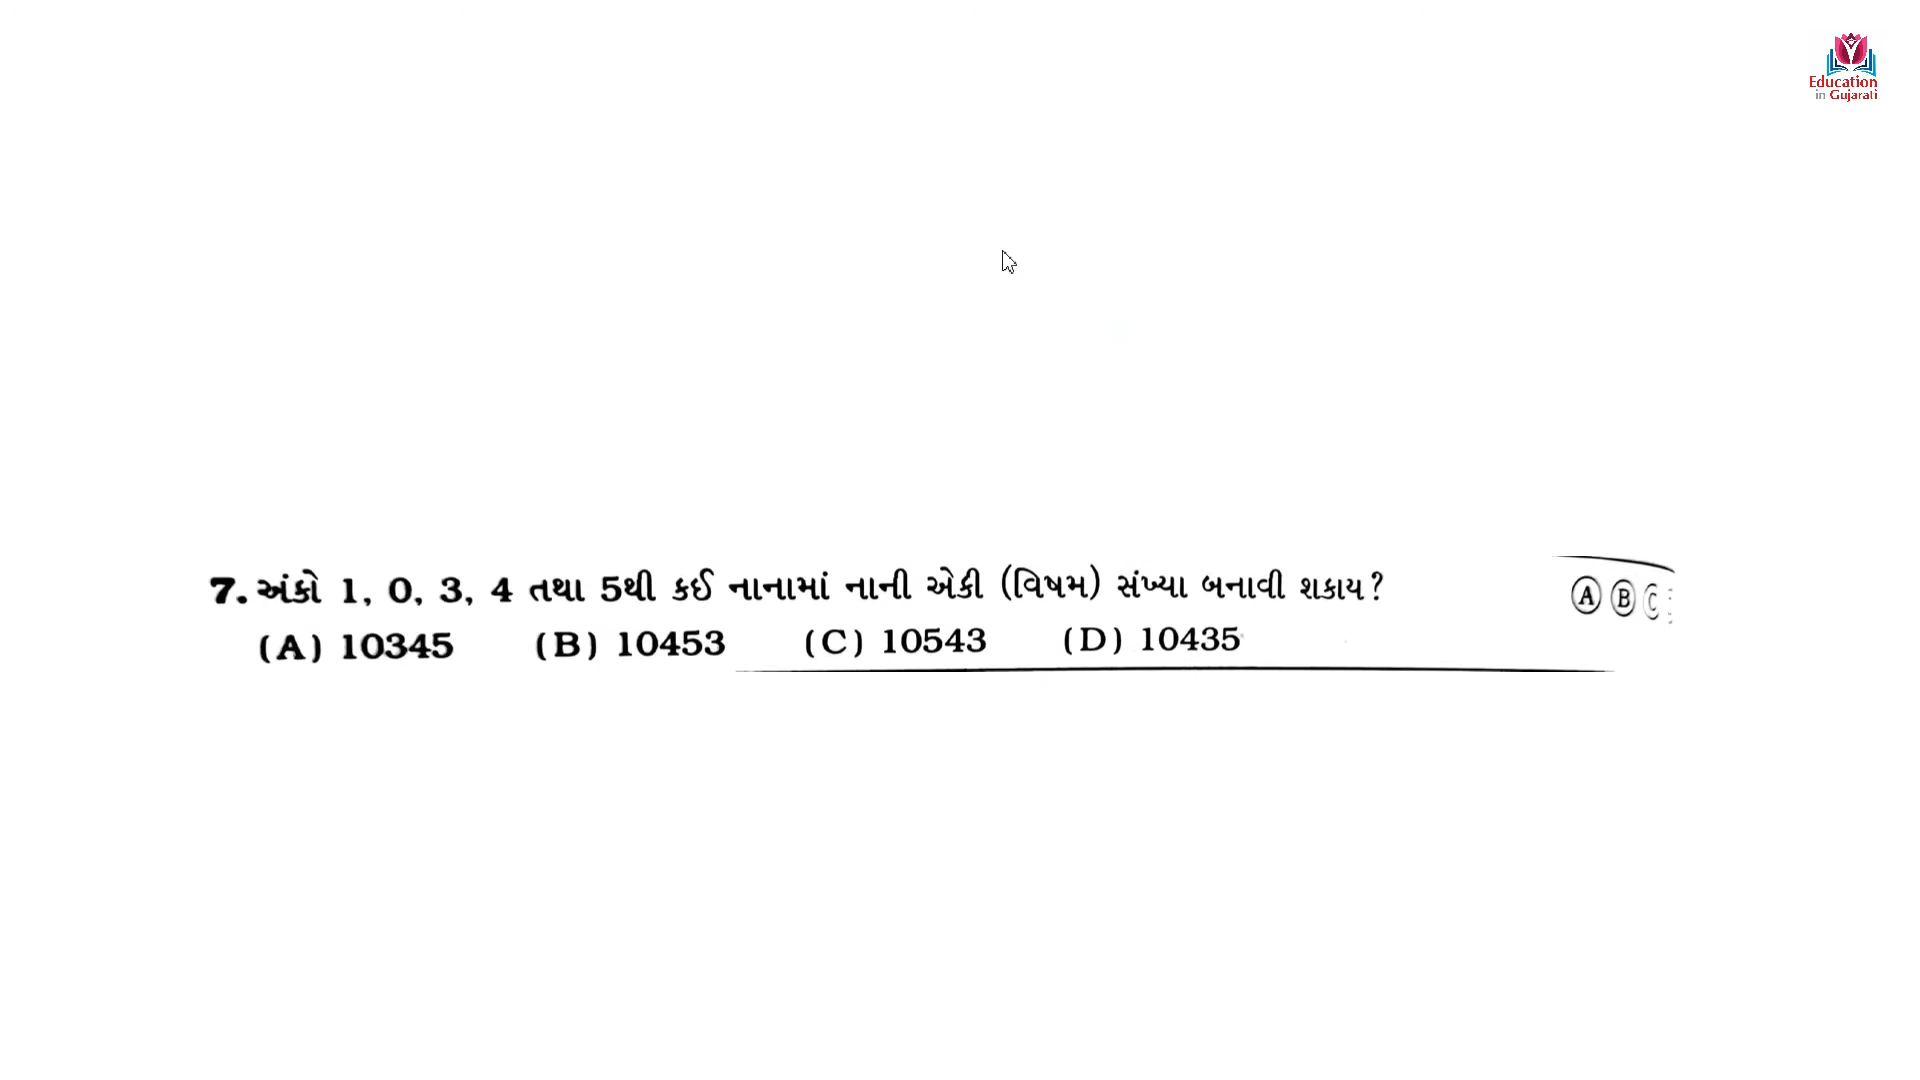 Education
in Gujarati
7. અંકો 1, 0, 3, 4 તથા 5થી કઈ નાનામાં નાની એકી (વિષમ) સંખ્યા બનાવી શકાય?
Ⓐ Ⓑ Ⓒ
(A) 10345 (B) 10453 (C) 10543 (D) 10435